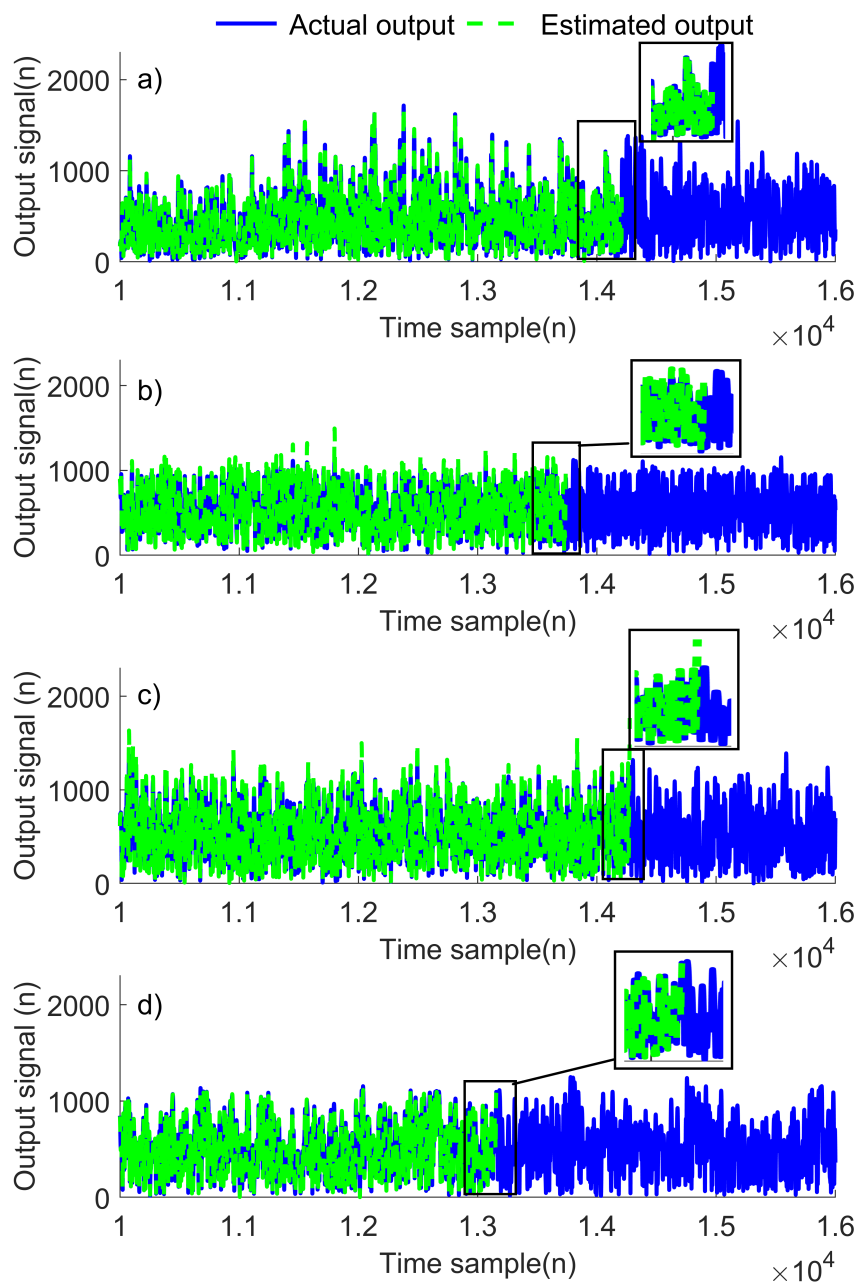 Actual output Estimated output
a)
Output signal(n)
2000
1000
0
1 1.1 1.2 1.3 1.4 1.5 1.6
Time sample(n)
×10^4
b)
Output signal(n)
2000
1000
0
1 1.1 1.2 1.3 1.4 1.5 1.6
Time sample(n)
×10^4
c)
Output signal (n)
2000
1000
0
1 1.1 1.2 1.3 1.4 1.5 1.6
Time sample(n)
×10^4
d)
Output signal (n)
2000
1000
0
1 1.1 1.2 1.3 1.4 1.5 1.6
Time sample(n)
×10^4